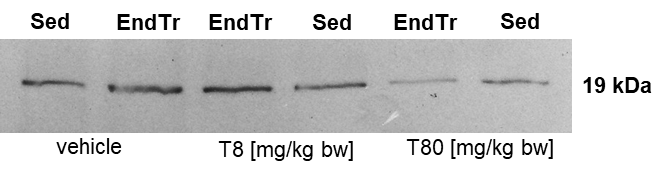 Sed EndTr EndTr Sed EndTr Sed
19 kDa
vehicle T8 [mg/kg bw] T80 [mg/kg bw]